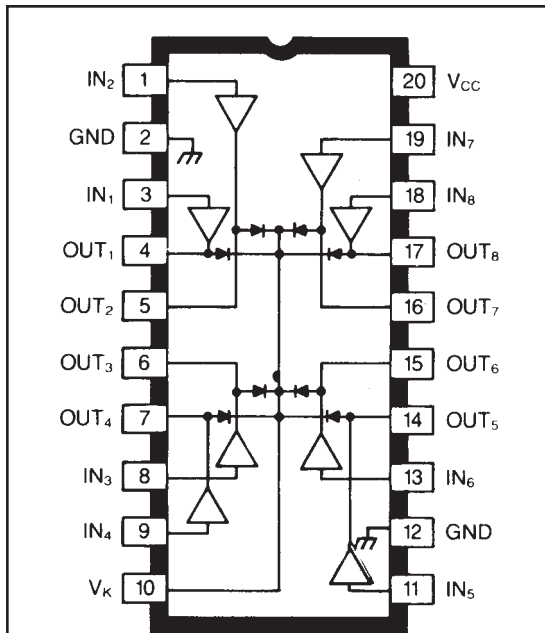 IN₂ 1 20 V_CC
GND 2 19 IN₇
IN₁ 3 18 IN₈
OUT₁ 4 17 OUT₈
OUT₂ 5 16 OUT₇
OUT₃ 6 15 OUT₆
OUT₄ 7 14 OUT₅
IN₃ 8 13 IN₆
IN₄ 9 12 GND
V_K 10 11 IN₅